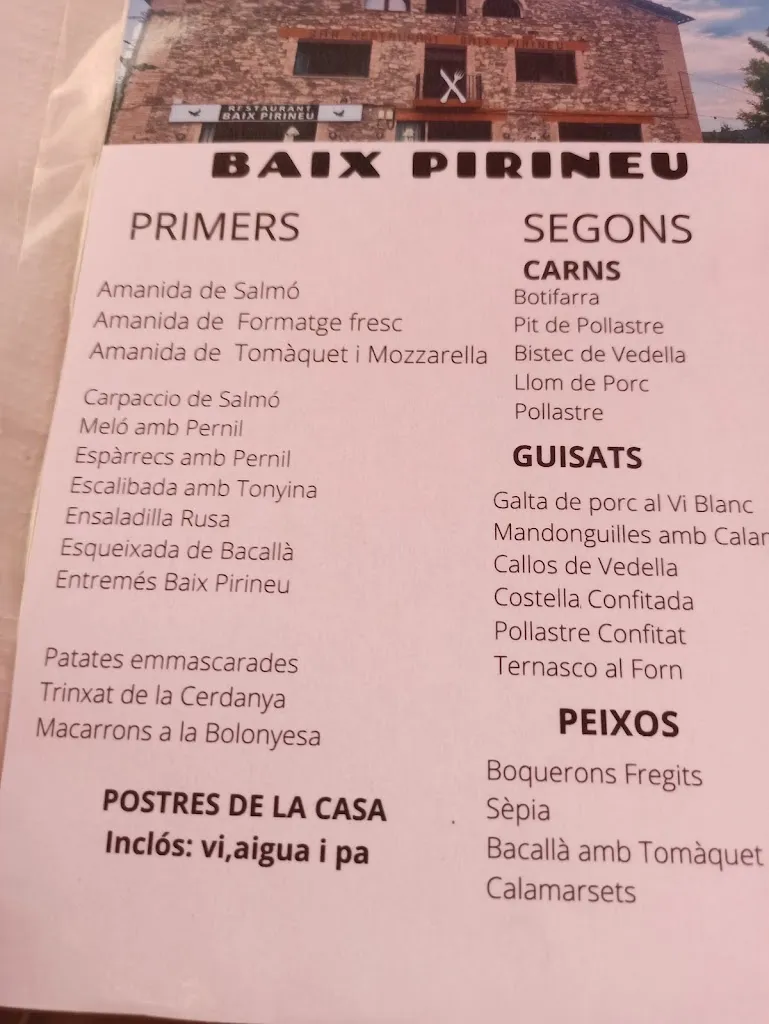 RESTAURANT
BAIX PIRINEU
BAIX PIRINEU
PRIMERS
Amanida de Salmó
Amanida de Formatge fresc
Amanida de Tomàquet i Mozzarella
Carpaccio de Salmó
Meló amb Pernil
Espàrrecs amb Pernil
Escalibada amb Tonyina
Ensaladilla Rusa
Esqueixada de Bacallà
Entremés Baix Pirineu
Patates emmascarades
Trinxat de la Cerdanya
Macarrons a la Bolonyesa
POSTRES DE LA CASA
Inclós: vi,aigua i pa
SEGONS
CARNS
Botifarra
Pit de Pollastre
Bistec de Vedella
Llom de Porc
Pollastre
GUISATS
Galta de porc al Vi Blanc
Mandonguilles amb Calar
Callos de Vedella
Costella Confitada
Pollastre Confitat
Ternasco al Forn
PEIXOS
Boquerons Fregits
Sèpia
Bacallà amb Tomàquet
Calamarsets